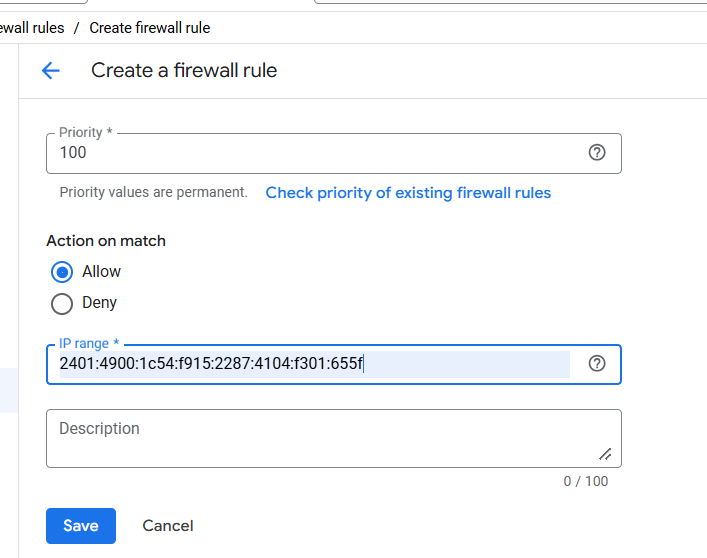 ewall rules / Create firewall rule
Create a firewall rule
Priority *
100
Priority values are permanent. Check priority of existing firewall rules
Action on match
Allow
Deny
IP range *
2401:4900:1c54:f915:2287:4104:f301:655f
Description
0 / 100
Save Cancel